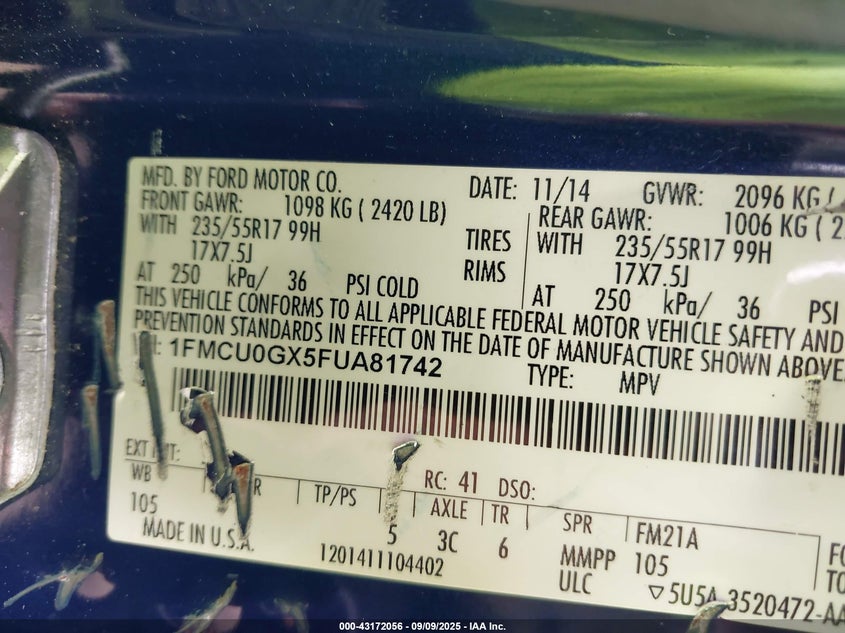 MFD. BY FORD MOTOR CO. DATE: 11/14 GVWR: 2096 KG /
FRONT GAWR: 1098 KG ( 2420 LB) REAR GAWR: 1006 KG ( 2
WITH 235/55R17 99H TIRES WITH 235/55R17 99H
17X7.5J RIMS 17X7.5J
AT 250 kPa/ 36 PSI COLD AT 250 kPa/ 36 PSI
THIS VEHICLE CONFORMS TO ALL APPLICABLE FEDERAL MOTOR VEHICLE SAFETY AND
PREVENTION STANDARDS IN EFFECT ON THE DATE OF MANUFACTURE SHOWN ABOVE.
1FMCU0GX5FUA81742 TYPE: MPV
EXT RC: 41 DSO:
WB R TP/PS AXLE TR SPR FM21A
105 5 3C 6 MMPP 105
MADE IN U.S.A. 1201411104402 ULC ▽5U5A-3520472-AA
000-43172056 - 09/09/2025 - IAA Inc.